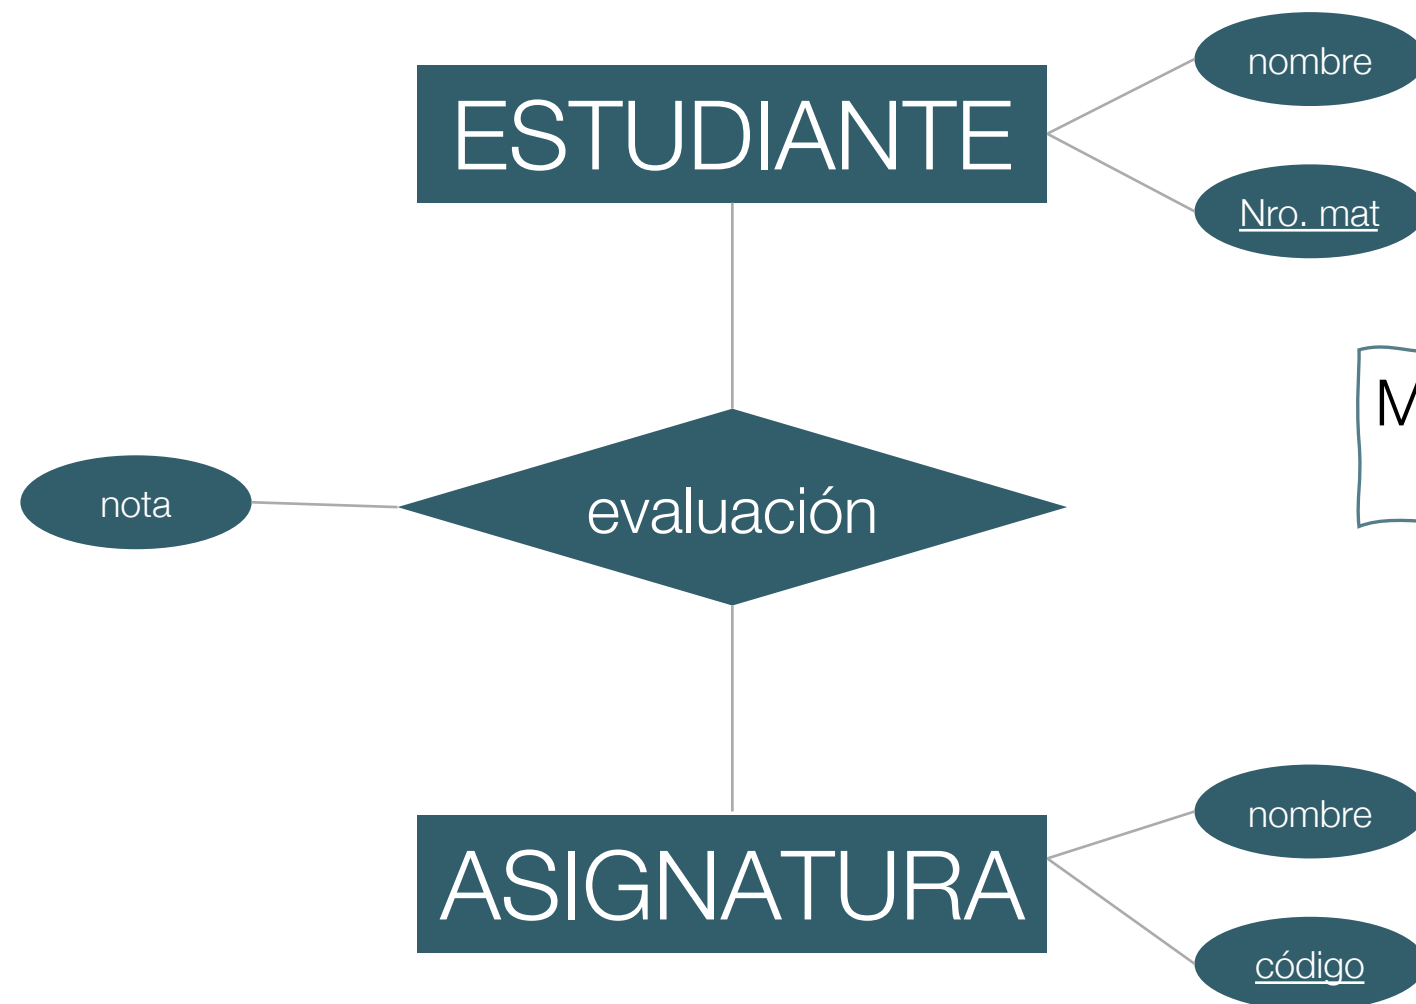 nombre
ESTUDIANTE
Nro. mat
M
nota
evaluación
nombre
ASIGNATURA
código